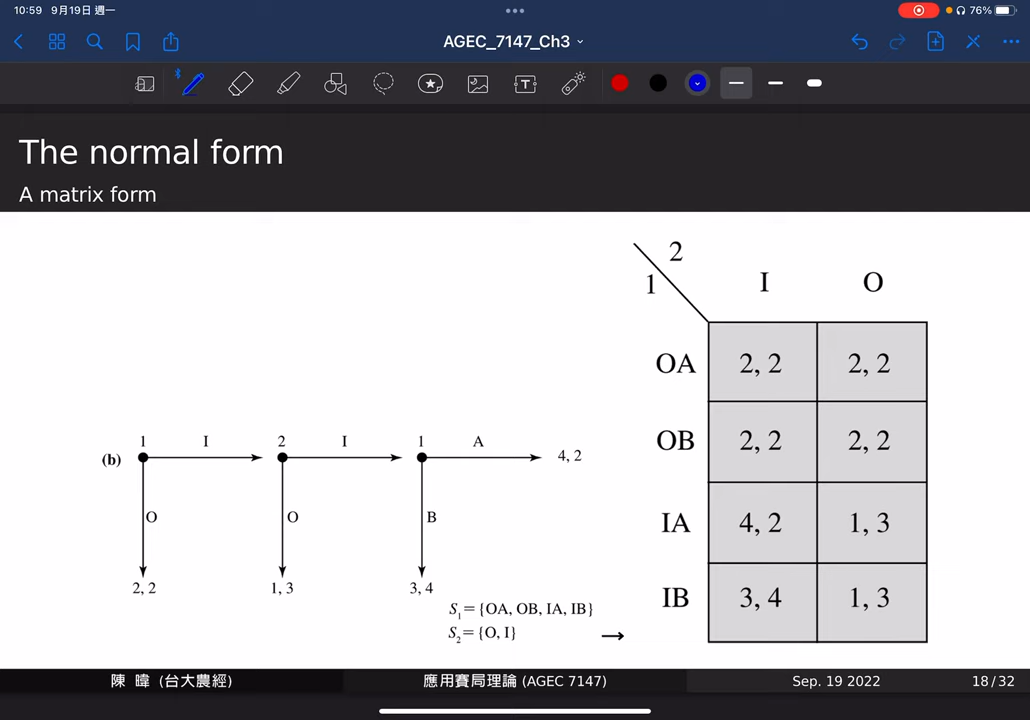 10:59 9月19日 週一
76%
AGEC_7147_Ch3
The normal form
A matrix form
2
1
I O
OA 2, 2 2, 2
OB 2, 2 2, 2
IA 4, 2 1, 3
IB 3, 4 1, 3
1 I 2 I 1 A
(b) 4, 2
O O B
2, 2 1, 3 3, 4
S₁ = {OA, OB, IA, IB}
S₂ = {O, I} →
陳 暐 (台大農經) 應用賽局理論 (AGEC 7147) Sep. 19 2022 18/32